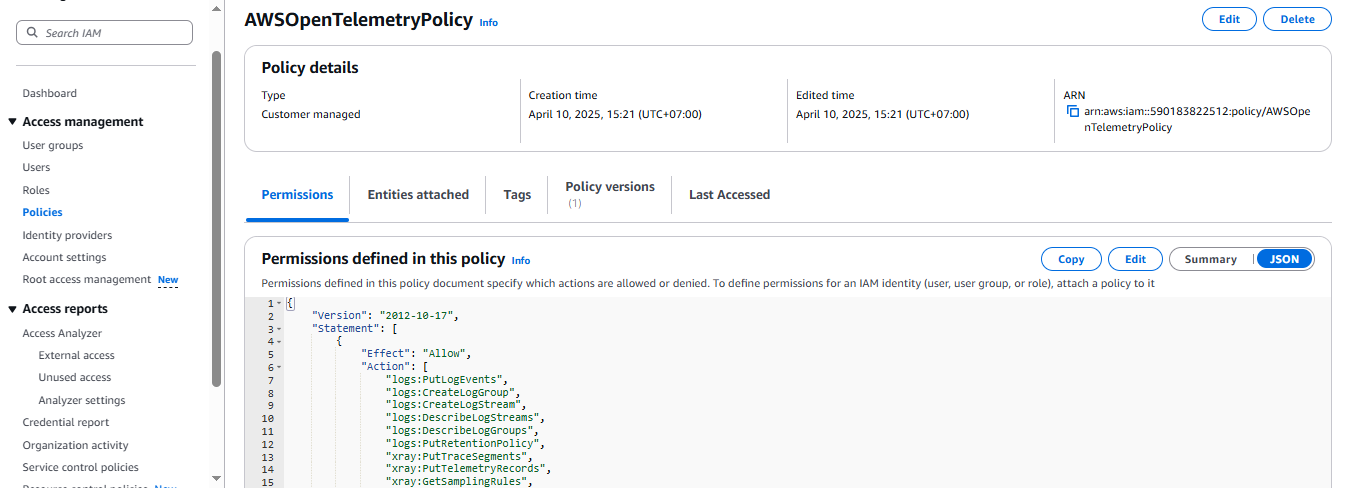 AWSOpenTelemetryPolicy Info
Edit
Delete
Search IAM
Dashboard
Access management
User groups
Users
Roles
Policies
Identity providers
Account settings
Root access management New
Access reports
Access Analyzer
External access
Unused access
Analyzer settings
Credential report
Organization activity
Service control policies
Resource control policies New
Policy details
Type
Customer managed
Creation time
April 10, 2025, 15:21 (UTC+07:00)
Edited time
April 10, 2025, 15:21 (UTC+07:00)
ARN
arn:aws:iam::590183822512:policy/AWSOpe
nTelemetryPolicy
Permissions
Entities attached
Tags
Policy versions
(1)
Last Accessed
Permissions defined in this policy Info
Copy
Edit
Summary
JSON
Permissions defined in this policy document specify which actions are allowed or denied. To define permissions for an IAM identity (user, user group, or role), attach a policy to it
1 {
2 "Version": "2012-10-17",
3 "Statement": [
4 {
5 "Effect": "Allow",
6 "Action": [
7 "logs:PutLogEvents",
8 "logs:CreateLogGroup",
9 "logs:CreateLogStream",
10 "logs:DescribeLogStreams",
11 "logs:DescribeLogGroups",
12 "logs:PutRetentionPolicy",
13 "xray:PutTraceSegments",
14 "xray:PutTelemetryRecords",
15 "xray:GetSamplingRules",